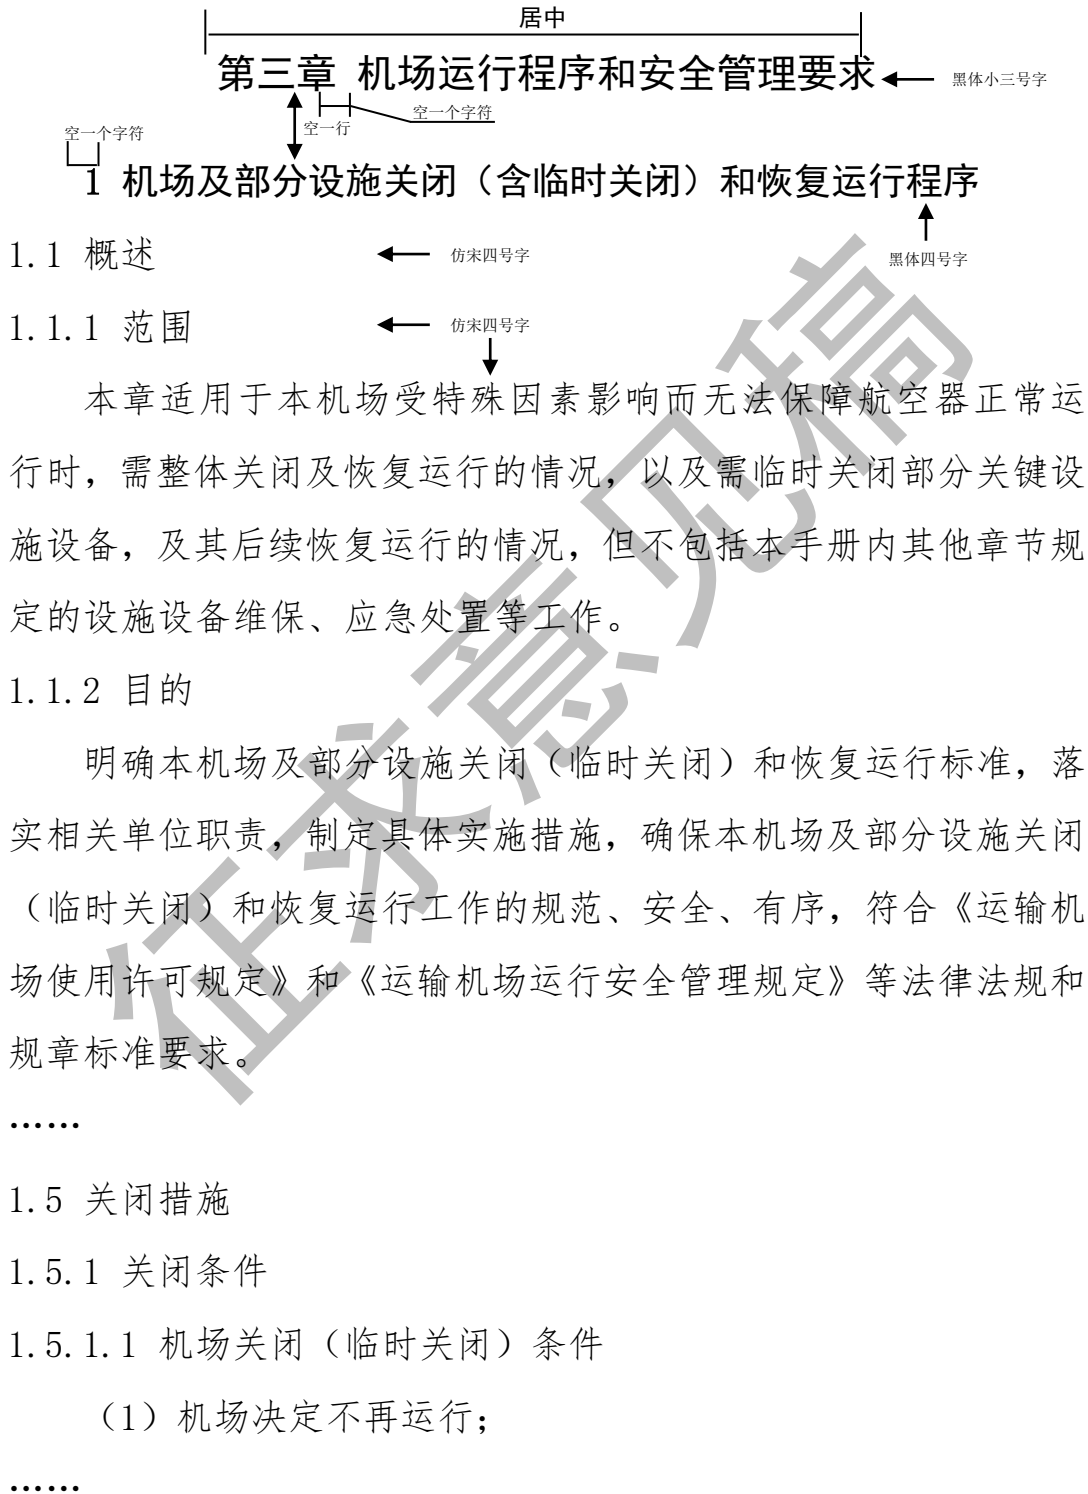 居中
第三章 机场运行程序和安全管理要求
黑体小三号字
空一个字符
空一行
空一个字符
1 机场及部分设施关闭（含临时关闭）和恢复运行程序
黑体四号字
1.1 概述
仿宋四号字
1.1.1 范围
仿宋四号字
本章适用于本机场受特殊因素影响而无法保障航空器正常运
行时，需整体关闭及恢复运行的情况，以及需临时关闭部分关键设
施设备，及其后续恢复运行的情况，但不包括本手册内其他章节规
定的设施设备维保、应急处置等工作。
1.1.2 目的
明确本机场及部分设施关闭（临时关闭）和恢复运行标准，落
实相关单位职责，制定具体实施措施，确保本机场及部分设施关闭
（临时关闭）和恢复运行工作的规范、安全、有序，符合《运输机
场使用许可规定》和《运输机场运行安全管理规定》等法律法规和
规章标准要求。
……
1.5 关闭措施
1.5.1 关闭条件
1.5.1.1 机场关闭（临时关闭）条件
（1）机场决定不再运行；
……
征求意见稿